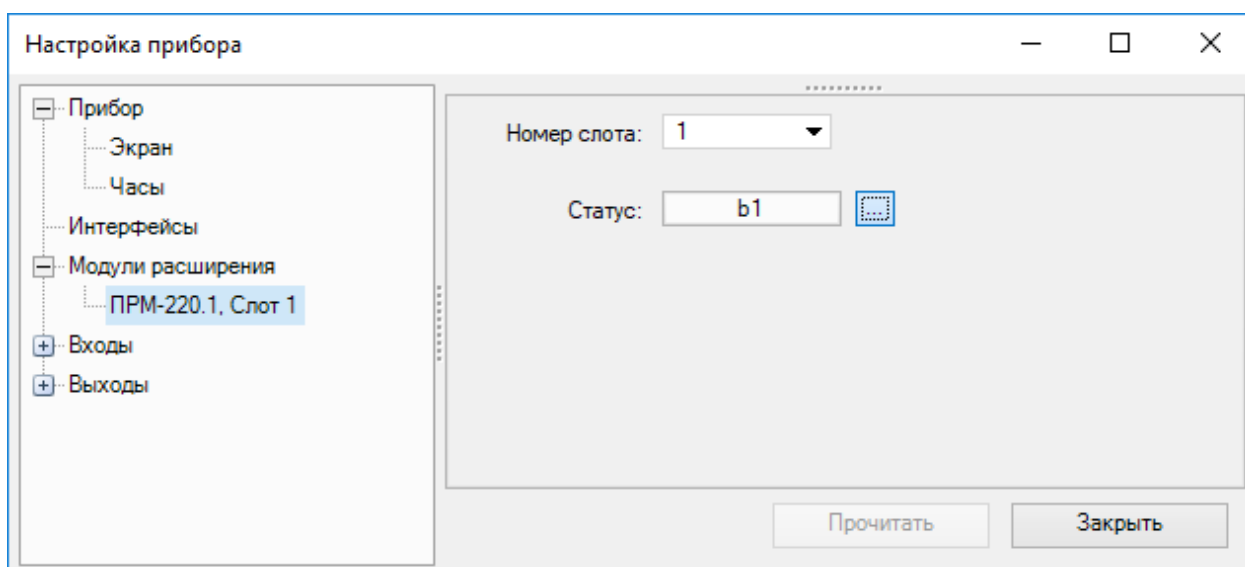 Настройка прибора
Прибор
Экран
Часы
Интерфейсы
Модули расширения
ПРМ-220.1, Слот 1
Входы
Выходы
Номер слота: 1
Статус: b1 ...
Прочитать Закрыть